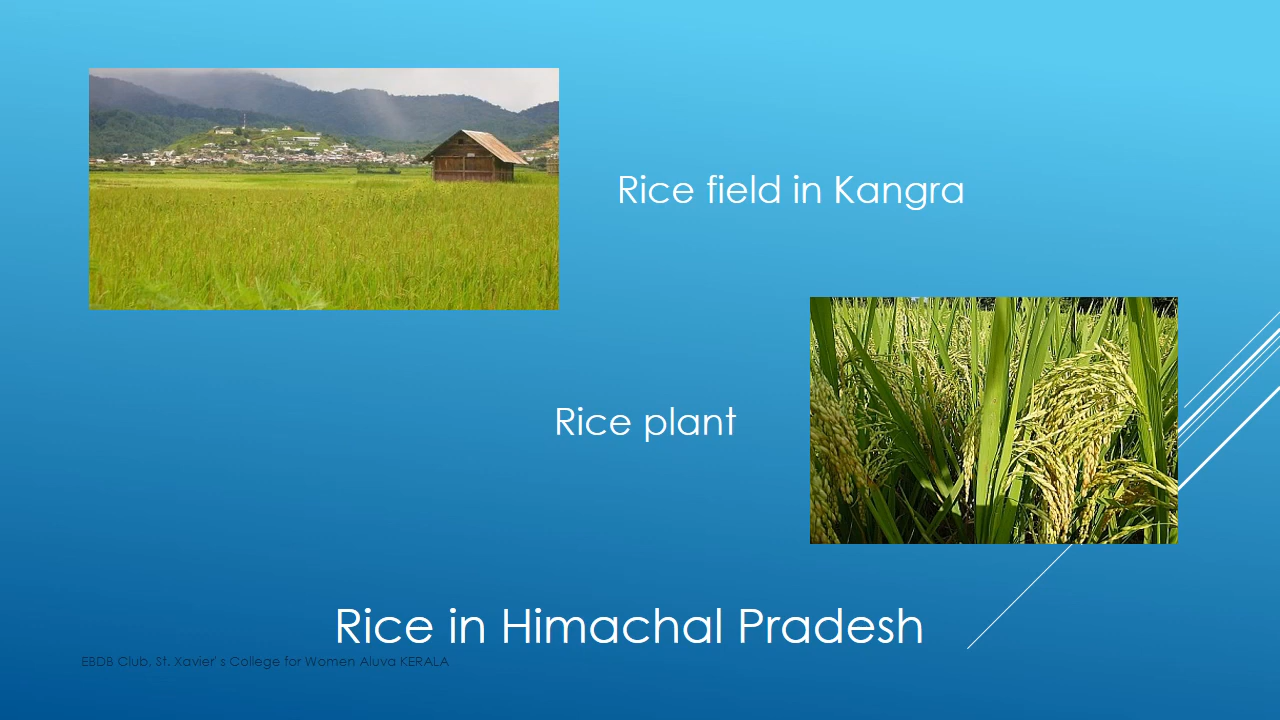 Rice field in Kangra
Rice plant
Rice in Himachal Pradesh
EBDB Club, St. Xavier' s College for Women Aluva KERALA